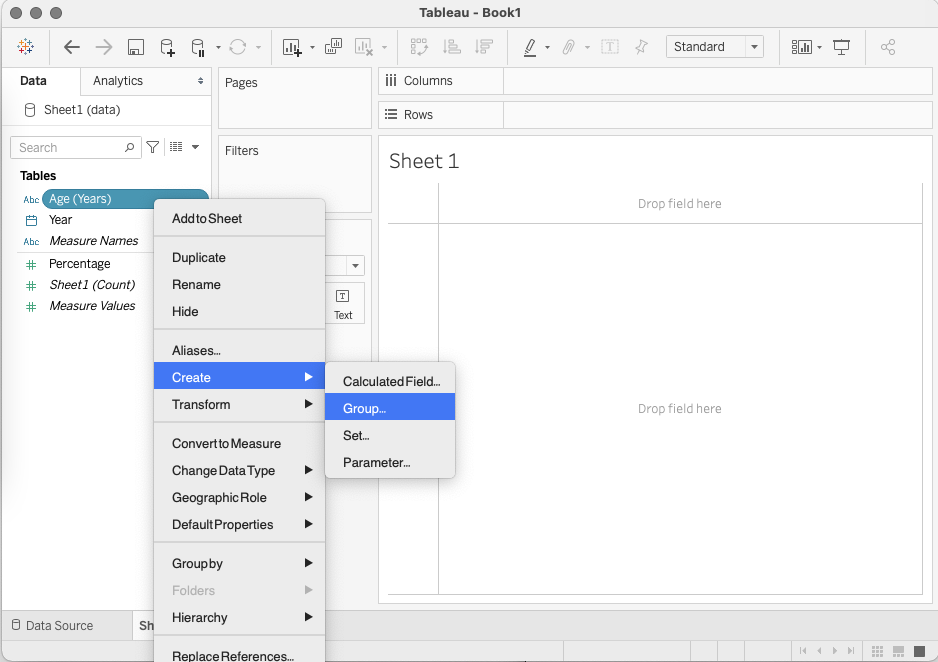 Tableau - Book1
Standard
Data
Analytics
Sheet1 (data)
Search
Tables
Abc Age (Years)
Year
Abc Measure Names
Percentage
Sheet1 (Count)
Measure Values
Pages
Filters
T
Text
Columns
Rows
Sheet 1
Drop field here
Drop field here
Add to Sheet
Duplicate
Rename
Hide
Aliases...
Create
Transform
Convert to Measure
Change Data Type
Geographic Role
Default Properties
Group by
Folders
Hierarchy
Replace References...
Calculated Field...
Group...
Set...
Parameter...
Data Source
Sh